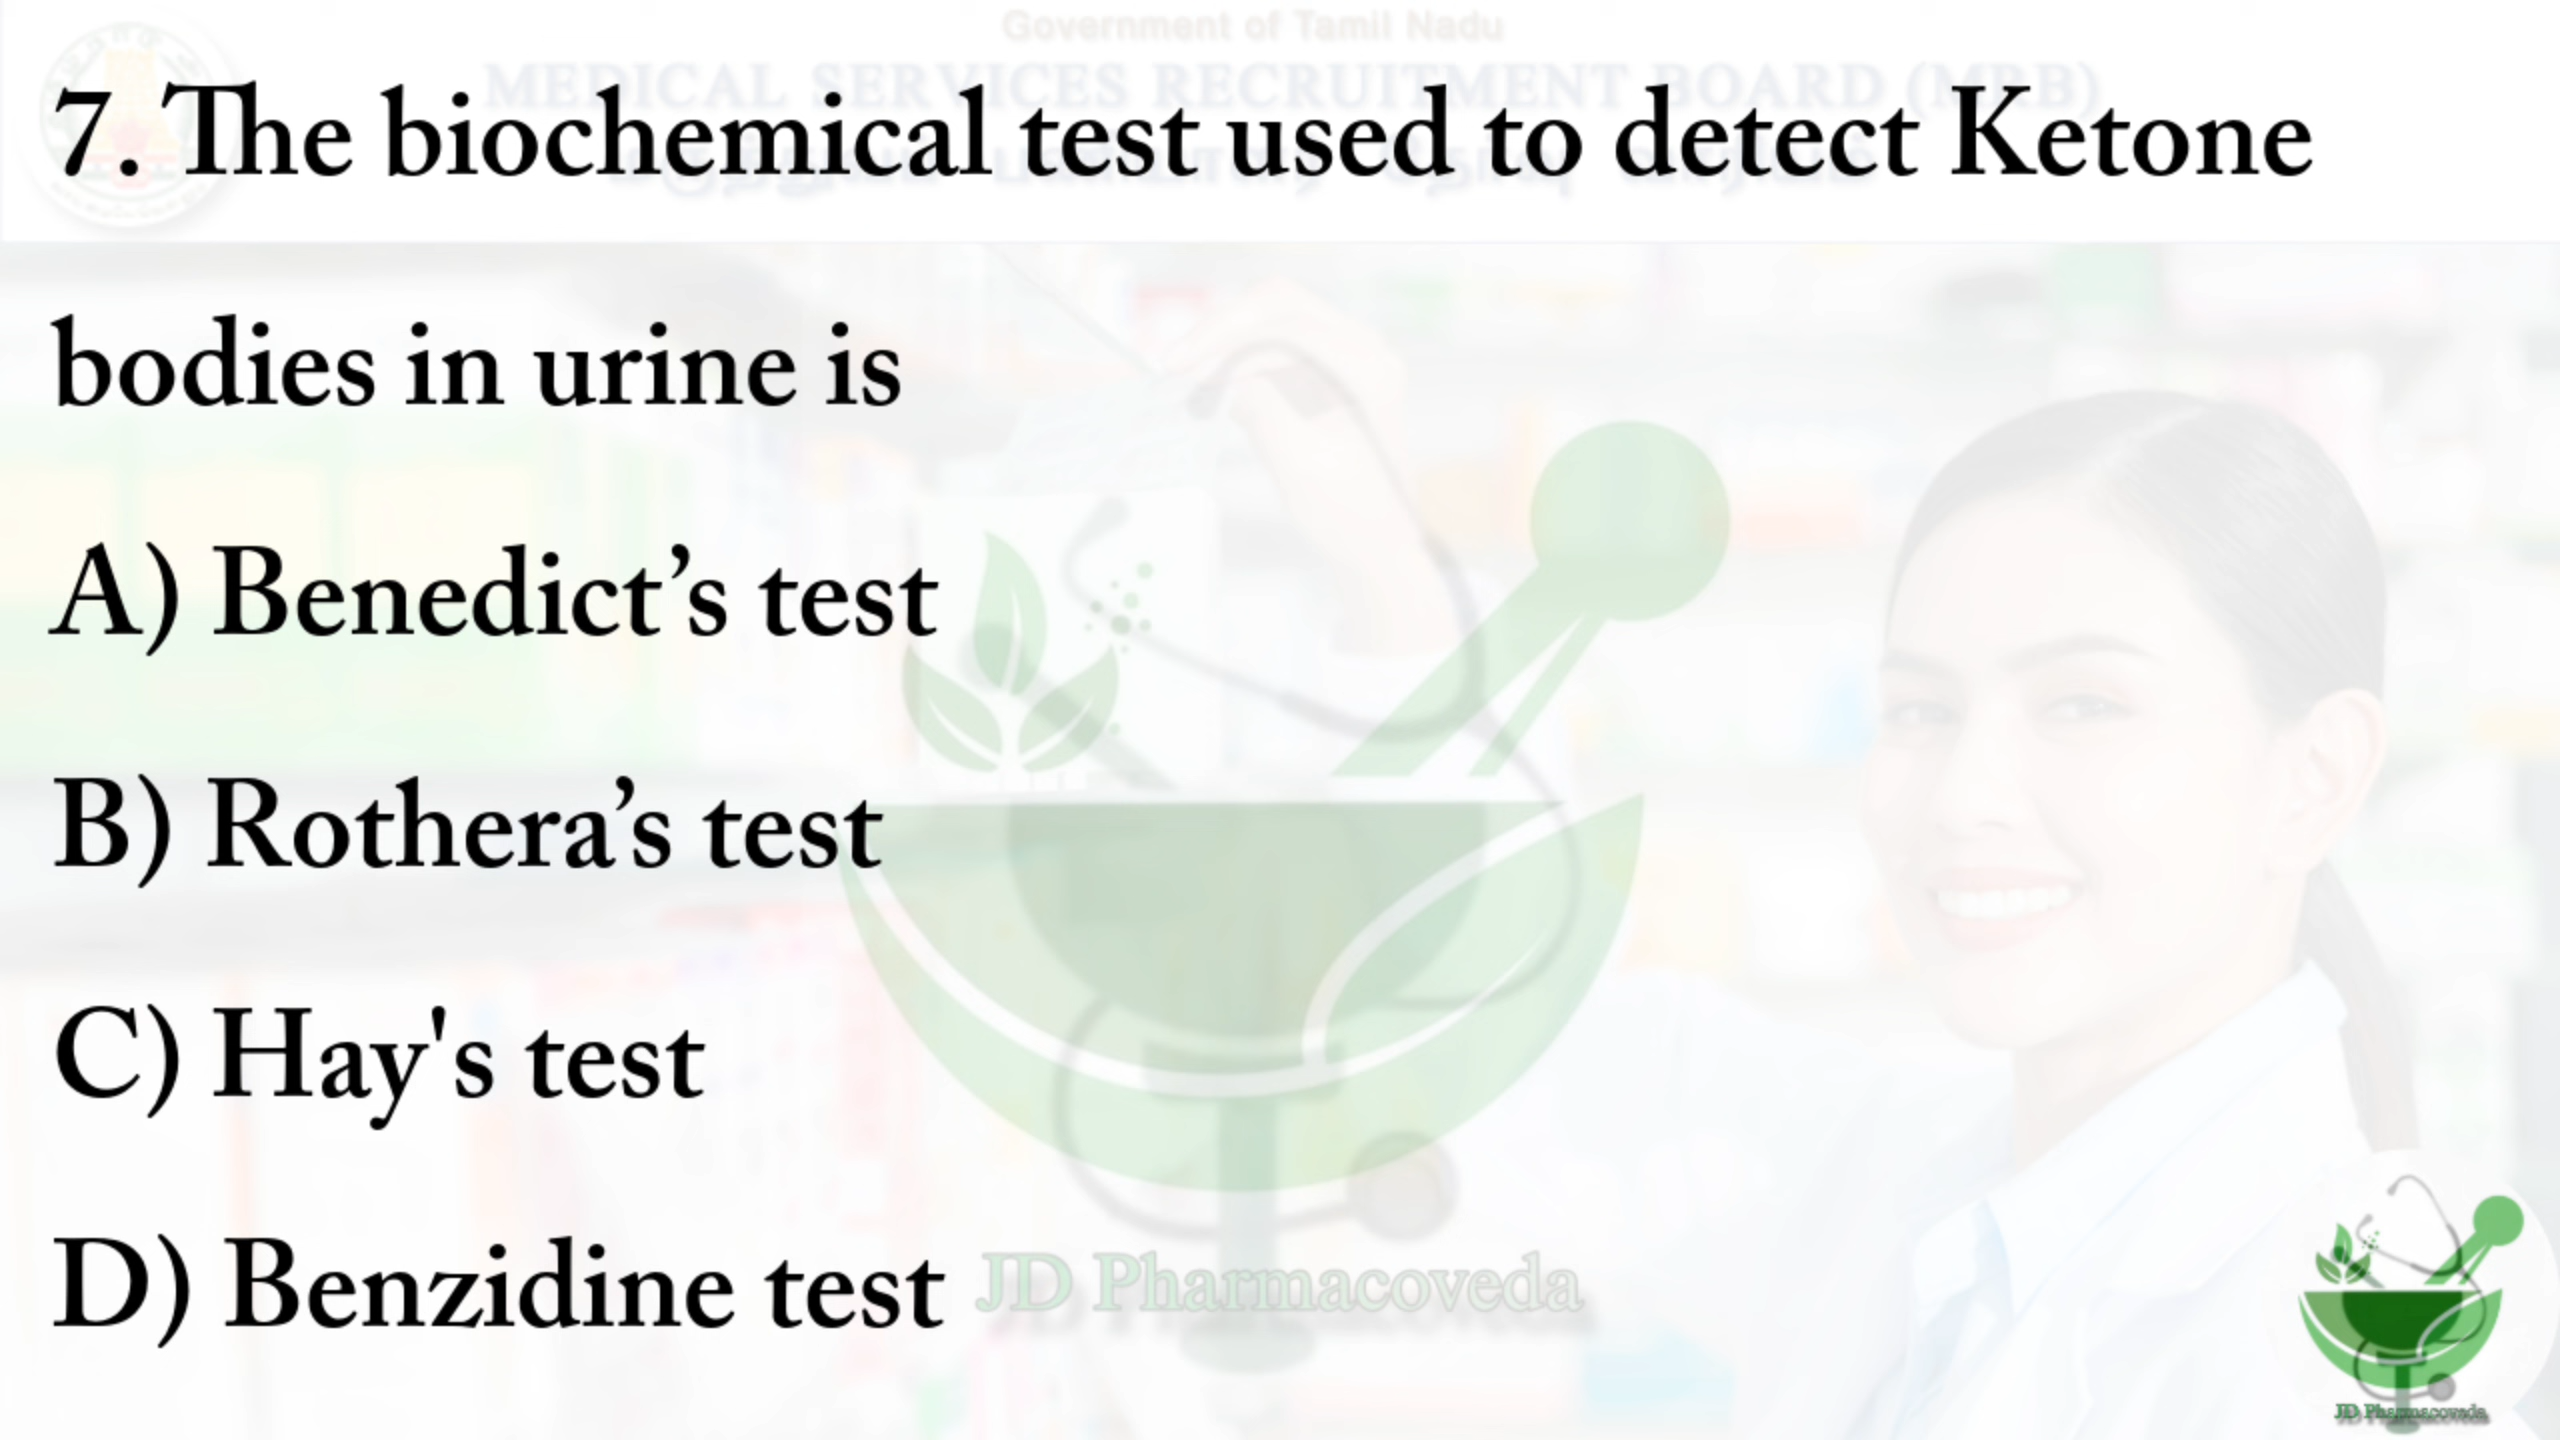 Government of Tamil Nadu
MEDICAL SERVICES RECRUITMENT BOARD (MRB)
7. The biochemical test used to detect Ketone
bodies in urine is
A) Benedict’s test
B) Rothera’s test
C) Hay's test
D) Benzidine test
JD Pharmacoveda
JD Pharmacoveda